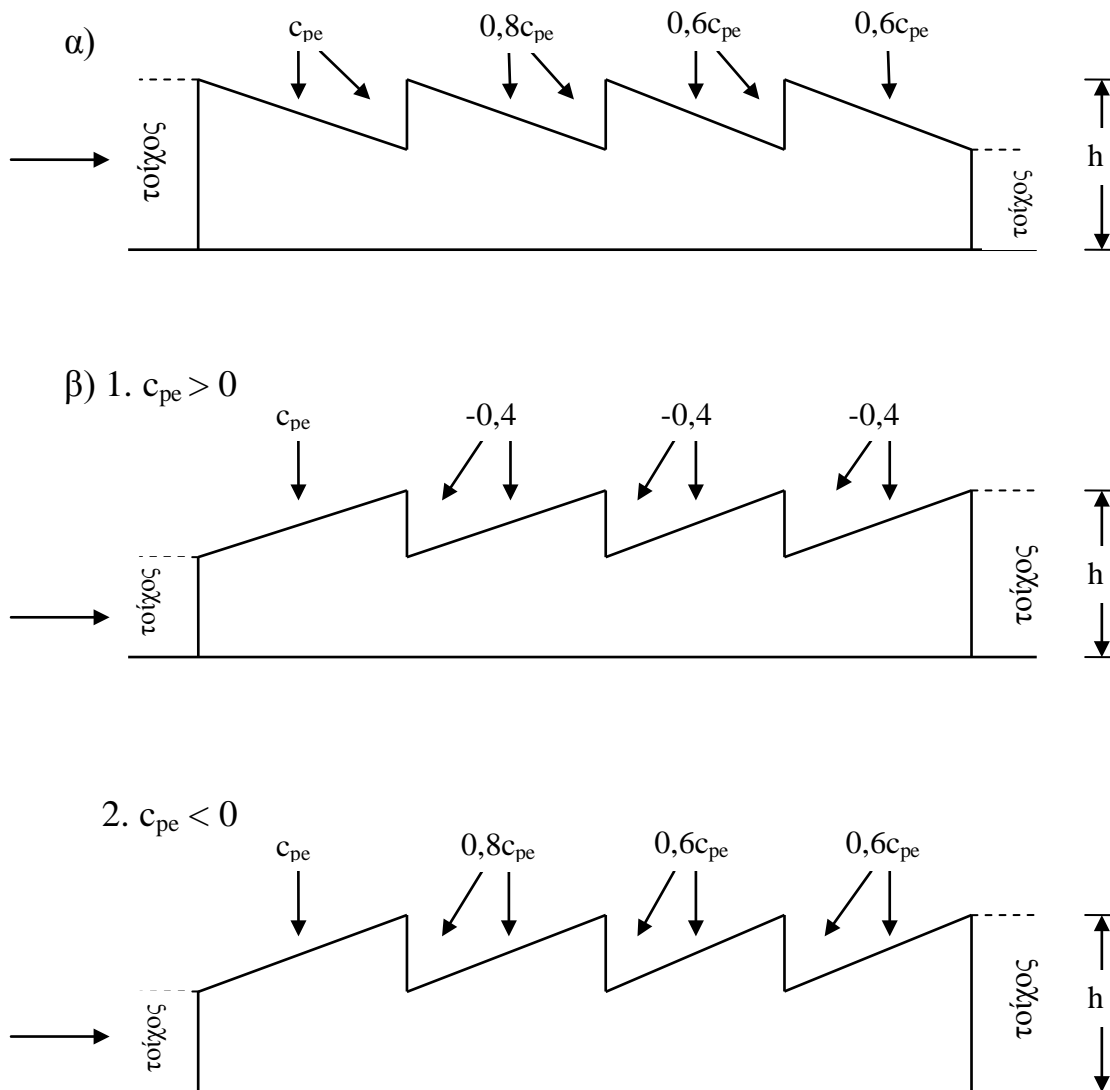 α)
c_pe 0,8c_pe 0,6c_pe 0,6c_pe
τοίχος
τοίχος
h
β) 1. c_pe > 0
c_pe -0,4 -0,4 -0,4
τοίχος
τοίχος
h
2. c_pe < 0
c_pe 0,8c_pe 0,6c_pe 0,6c_pe
τοίχος
τοίχος
h